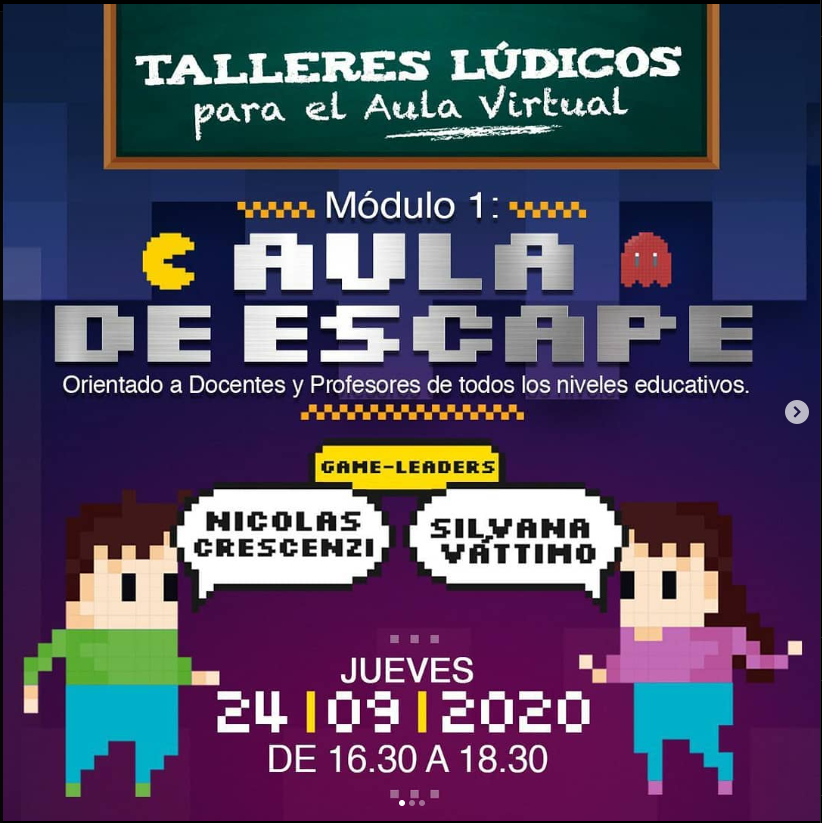 TALLERES LÚDICOS
para el Aula Virtual
Módulo 1:
AULA
DE ESCAPE
Orientado a Docentes y Profesores de todos los niveles educativos.
GAME-LEADERS
NICOLAS
CRESCENZI
SILVANA
VÁTTIMO
JUEVES
24|09|2020
DE 16.30 A 18.30